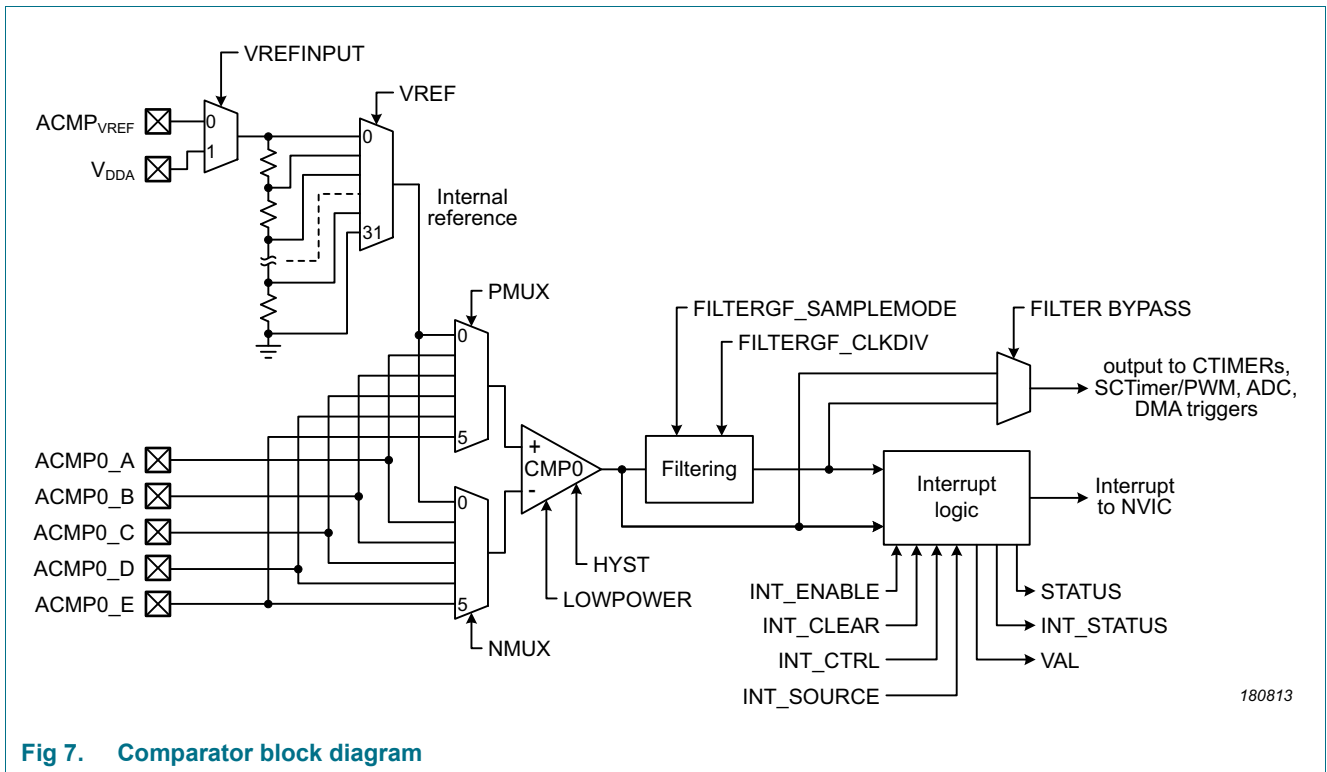 VREFINPUT
VREF
ACMPVREF
0
1
VDDA
0
31
Internal
reference
PMUX
0
5
FILTERGF_SAMPLEMODE
FILTERGF_CLKDIV
FILTER BYPASS
output to CTIMERs,
SCTimer/PWM, ADC,
DMA triggers
ACMP0_A
ACMP0_B
ACMP0_C
ACMP0_D
ACMP0_E
+
CMP0
-
Filtering
Interrupt
logic
Interrupt
to NVIC
0
5
HYST
LOWPOWER
NMUX
INT_ENABLE
INT_CLEAR
INT_CTRL
INT_SOURCE
STATUS
INT_STATUS
VAL
180813
Fig 7. Comparator block diagram